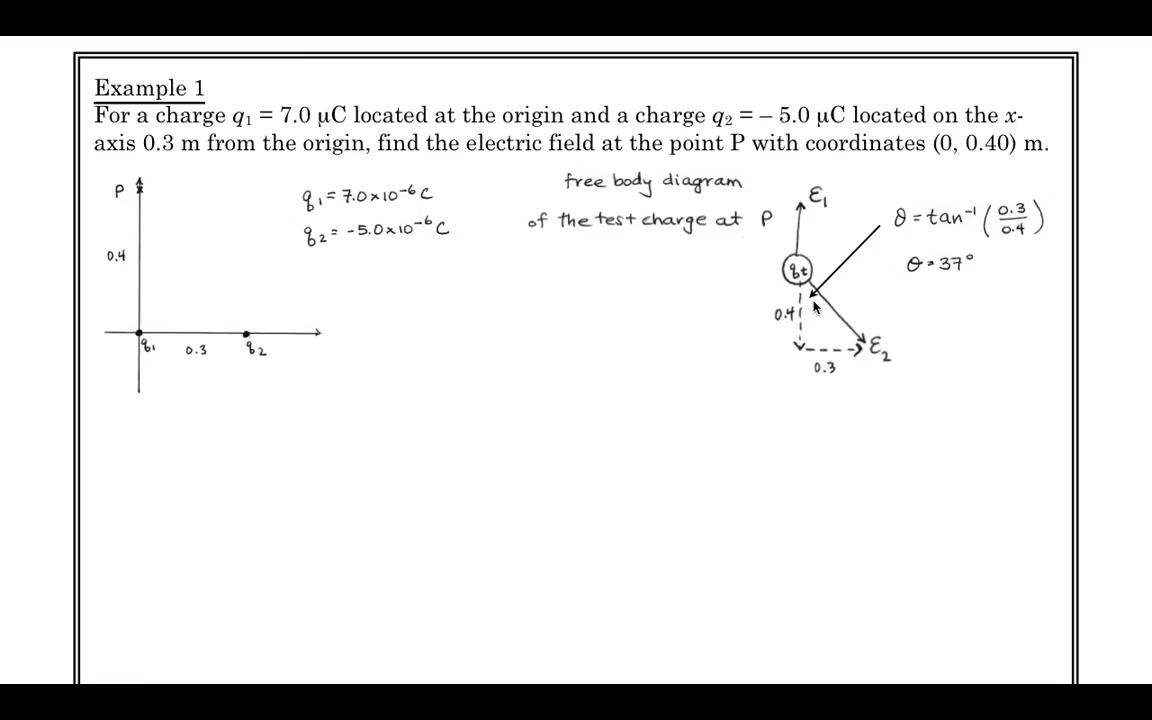 Example 1
For a charge q₁ = 7.0 μC located at the origin and a charge q₂ = – 5.0 μC located on the x-
axis 0.3 m from the origin, find the electric field at the point P with coordinates (0, 0.40) m.
P
0.4
q₁
0.3
q₂
q₁ = 7.0×10⁻⁶ C
q₂ = -5.0×10⁻⁶ C
free body diagram
of the test charge at P
ε₁
qt
0.4
0.3
ε₂
θ = tan⁻¹ (0.3/0.4)
θ = 37°